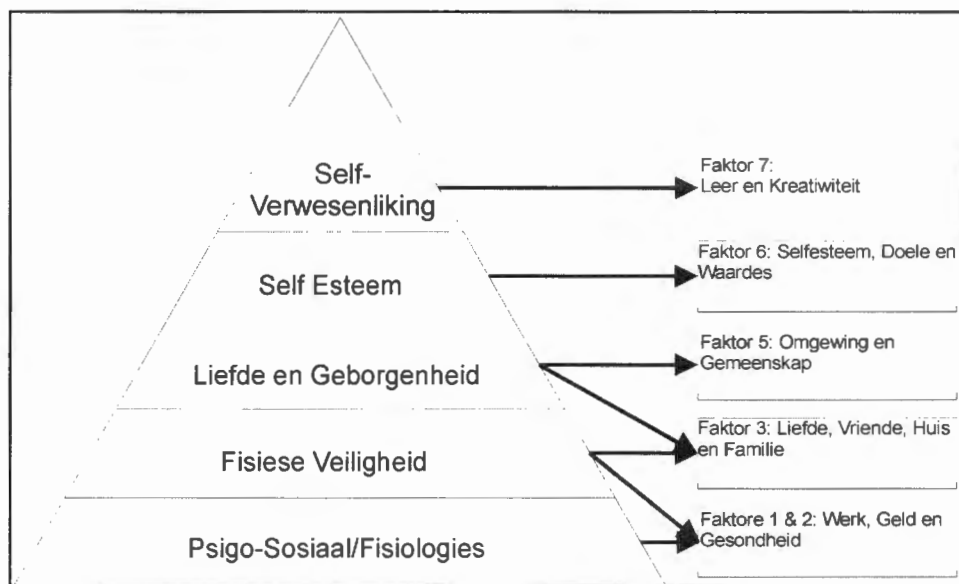 Self-
Verwesenliking
Self Esteem
Liefde en Geborgenheid
Fisiese Veiligheid
Psigo-Sosiaal/Fisiologies
Faktor 7:
Leer en Kreatiwiteit
Faktor 6: Selfesteem, Doele en
Waardes
Faktor 5: Omgewing en
Gemeenskap
Faktor 3: Liefde, Vriende, Huis
en Familie
Faktore 1 & 2: Werk, Geld en
Gesondheid